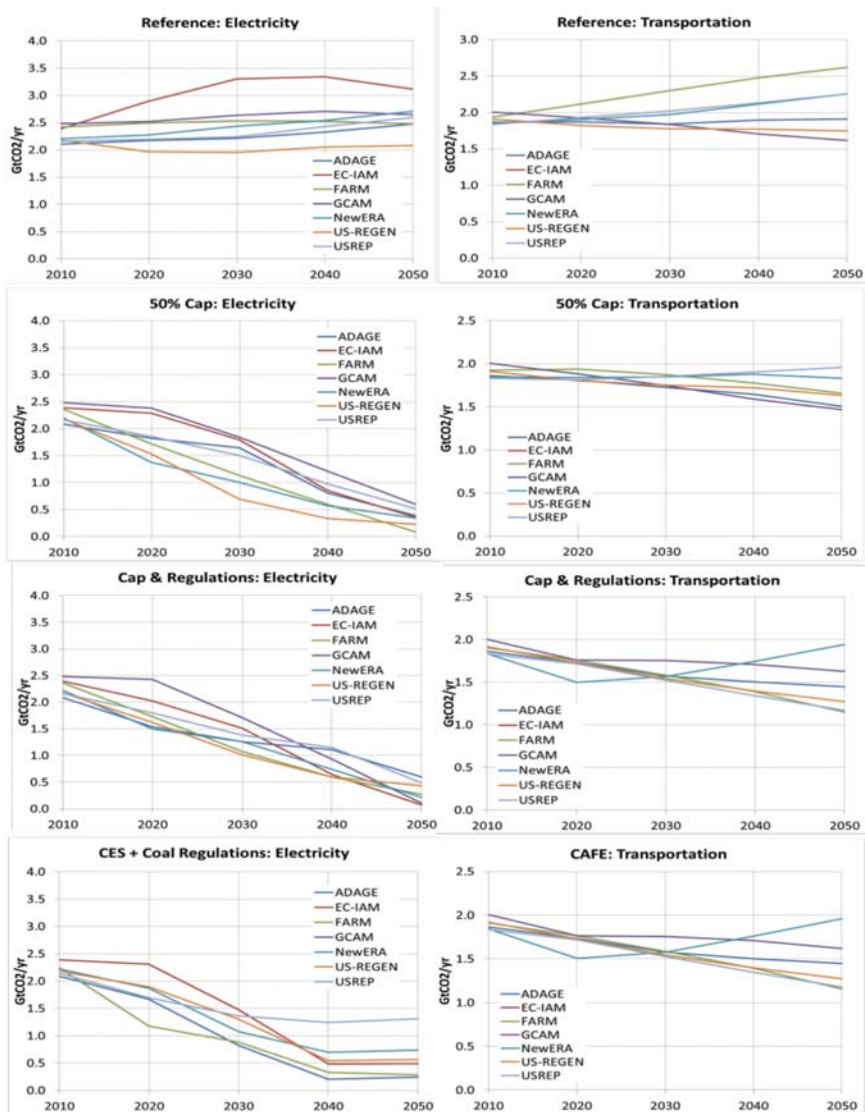 Reference: Electricity
GtCO2/yr
4.0
3.5
3.0
2.5
2.0
1.5
1.0
0.5
0.0
2010 2020 2030 2040 2050
ADAGE
EC-IAM
FARM
GCAM
NewERA
US-REGEN
USREP
Reference: Transportation
GtCO2/yr
3.0
2.5
2.0
1.5
1.0
0.5
0.0
2010 2020 2030 2040 2050
ADAGE
EC-IAM
FARM
GCAM
NewERA
US-REGEN
USREP
50% Cap: Electricity
GtCO2/yr
4.0
3.5
3.0
2.5
2.0
1.5
1.0
0.5
0.0
2010 2020 2030 2040 2050
ADAGE
EC-IAM
FARM
GCAM
NewERA
US-REGEN
USREP
50% Cap: Transportation
GtCO2/yr
2.5
2.0
1.5
1.0
0.5
0.0
2010 2020 2030 2040 2050
ADAGE
EC-IAM
FARM
GCAM
NewERA
US-REGEN
USREP
Cap & Regulations: Electricity
GtCO2/yr
4.0
3.5
3.0
2.5
2.0
1.5
1.0
0.5
0.0
2010 2020 2030 2040 2050
ADAGE
EC-IAM
FARM
GCAM
NewERA
US-REGEN
USREP
Cap & Regulations: Transportation
GtCO2/yr
2.5
2.0
1.5
1.0
0.5
0.0
2010 2020 2030 2040 2050
ADAGE
EC-IAM
FARM
GCAM
NewERA
US-REGEN
USREP
CES + Coal Regulations: Electricity
GtCO2/yr
4.0
3.5
3.0
2.5
2.0
1.5
1.0
0.5
0.0
2010 2020 2030 2040 2050
ADAGE
EC-IAM
FARM
GCAM
NewERA
US-REGEN
USREP
CAFE: Transportation
GtCO2/yr
2.5
2.0
1.5
1.0
0.5
0.0
2010 2020 2030 2040 2050
ADAGE
EC-IAM
FARM
GCAM
NewERA
US-REGEN
USREP